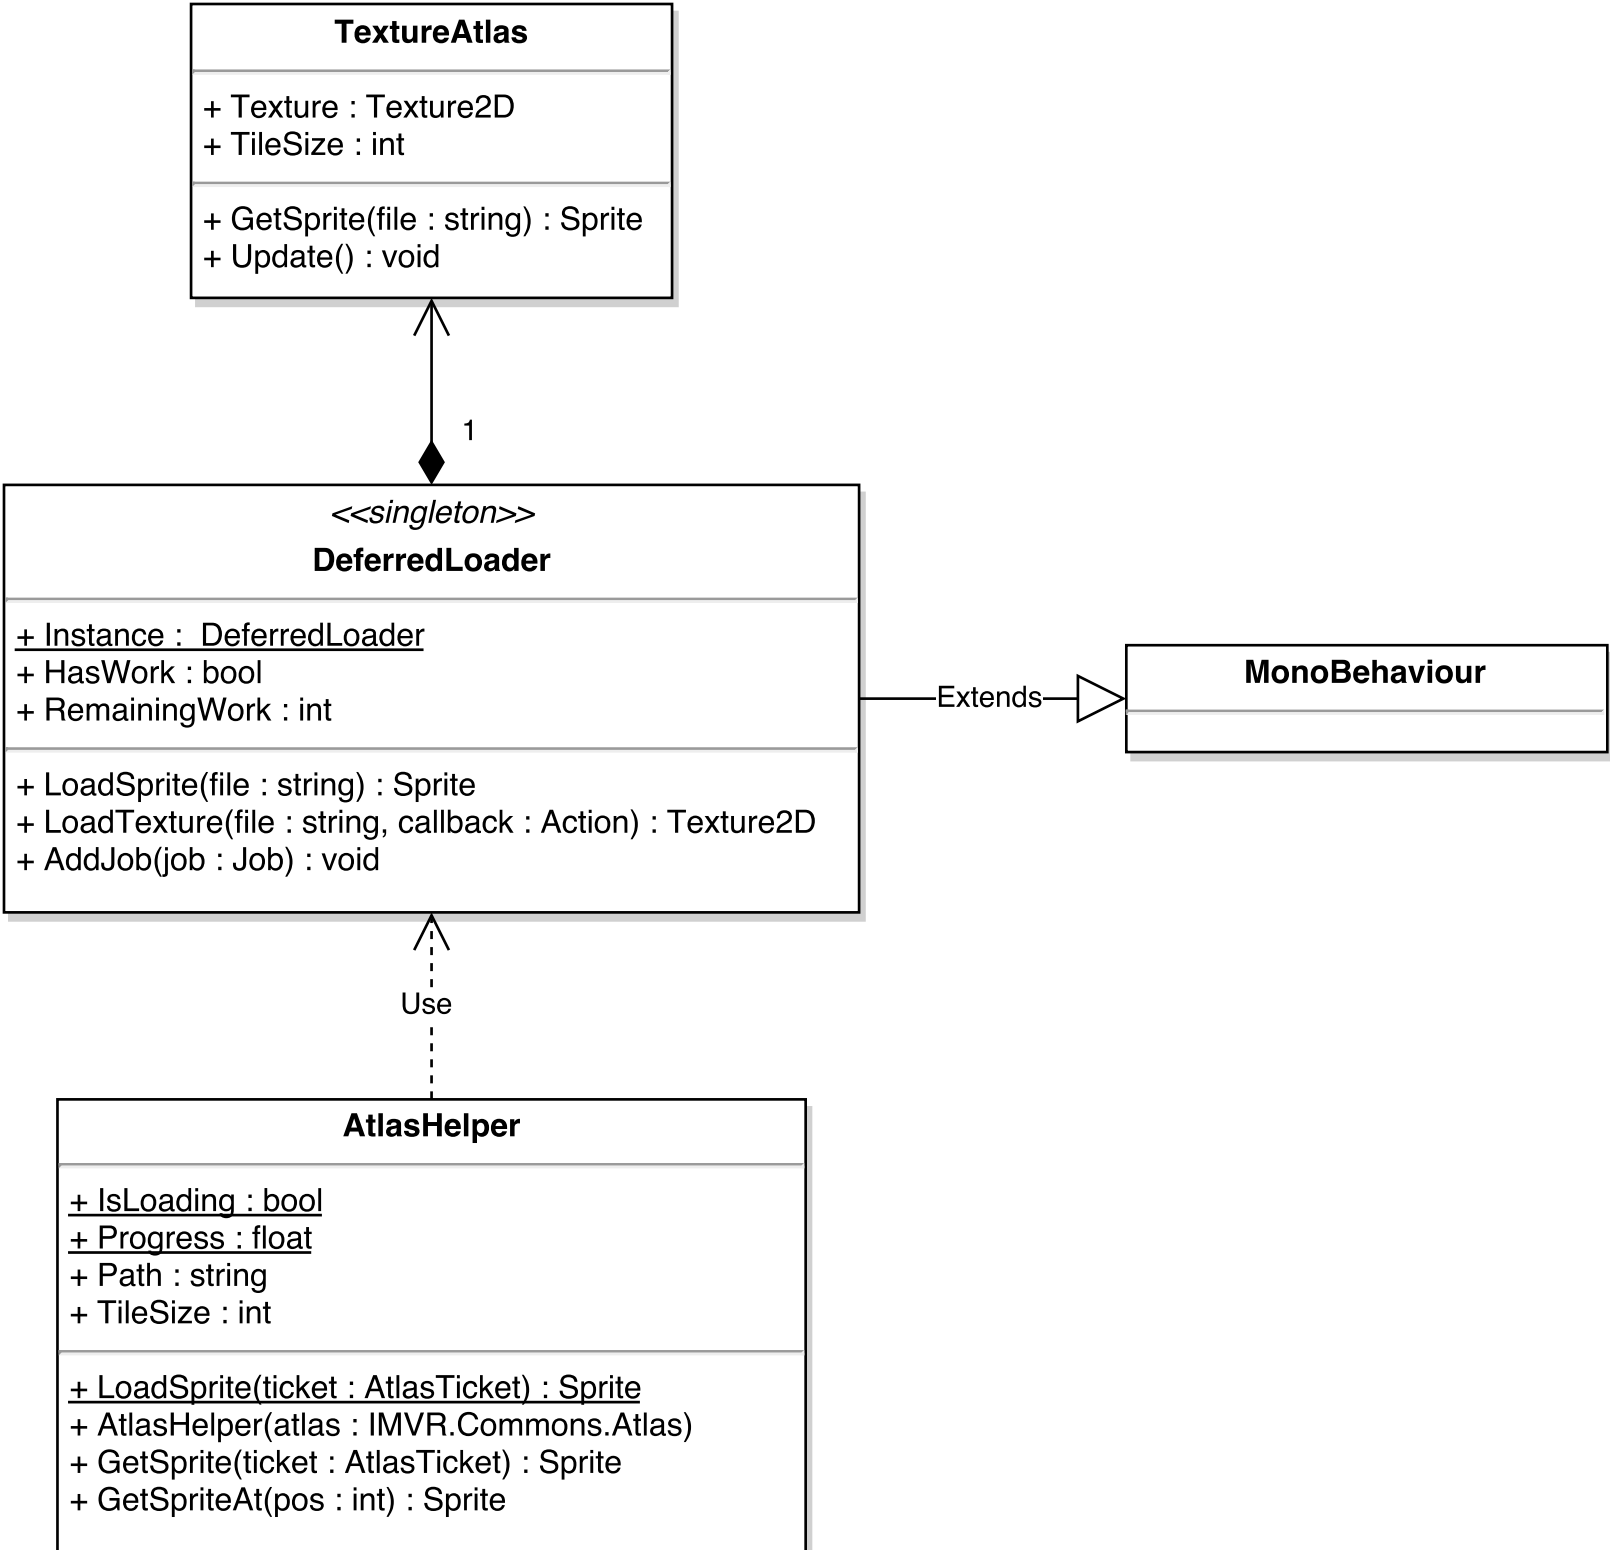 TextureAtlas
+ Texture : Texture2D
+ TileSize : int
+ GetSprite(file : string) : Sprite
+ Update() : void
1
<<singleton>>
DeferredLoader
+ Instance :  DeferredLoader
+ HasWork : bool
+ RemainingWork : int
+ LoadSprite(file : string) : Sprite
+ LoadTexture(file : string, callback : Action) : Texture2D
+ AddJob(job : Job) : void
Extends
MonoBehaviour
Use
AtlasHelper
+ IsLoading : bool
+ Progress : float
+ Path : string
+ TileSize : int
+ LoadSprite(ticket : AtlasTicket) : Sprite
+ AtlasHelper(atlas : IMVR.Commons.Atlas)
+ GetSprite(ticket : AtlasTicket) : Sprite
+ GetSpriteAt(pos : int) : Sprite